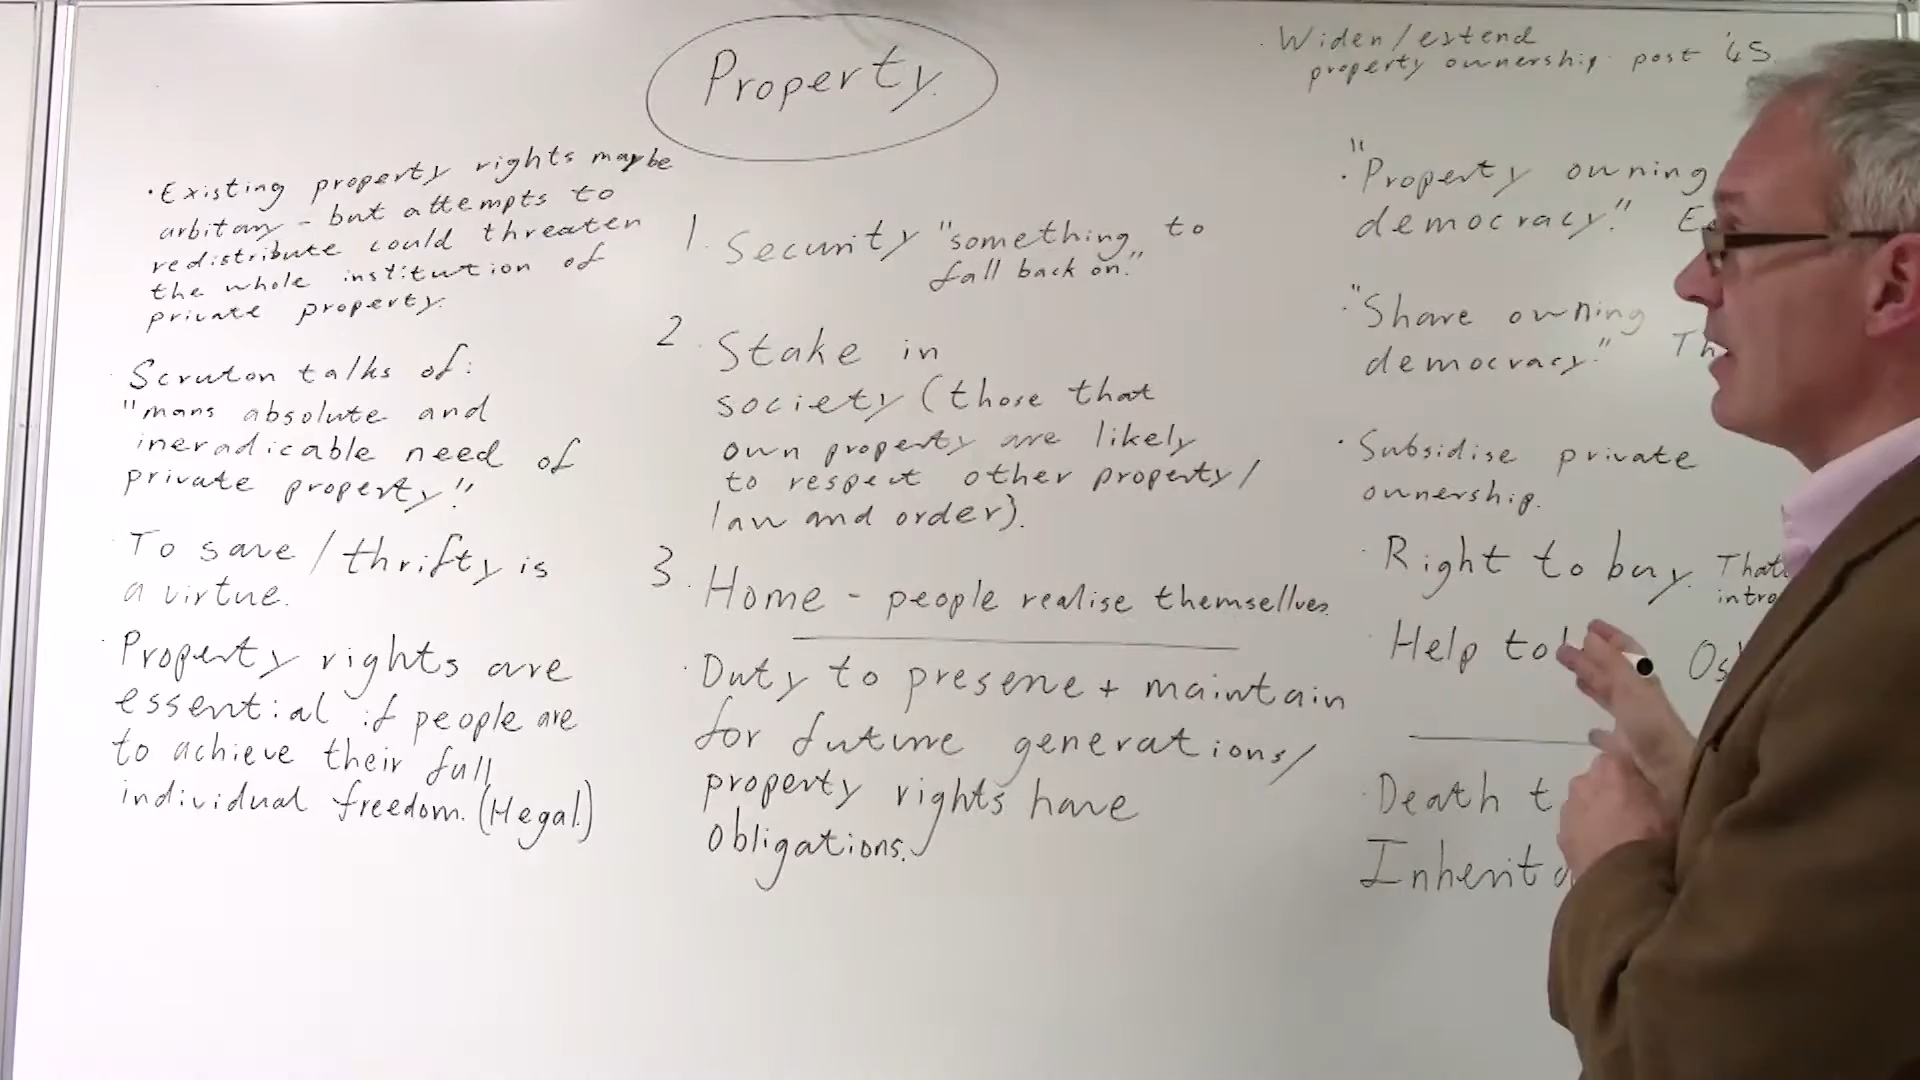 Property.
· Existing property rights maybe
arbitary - but attempts to
redistribute could threaten
the whole institution of
private property.
Scruton talks of:
"mans absolute and
ineradicable need of
private property"
To save / thrifty is
a virtue.
Property rights are
essential if people are
to achieve their full
individual freedom. (Hegal.)
1. Security "something to
fall back on."
2. Stake in
society (those that
own property are likely
to respect other property /
law and order).
3. Home - people realise themsellves.
Duty to preserve + maintain
for future generations /
property rights have
obligations.
Widen / extend
property ownership post '45
· "Property owning
democracy."
· "Share owning
democracy."
· Subsidise private
ownership.
· Right to buy.
Help to
Death